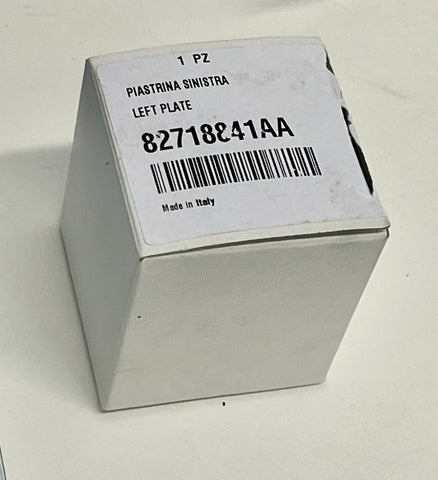 1 PZ
PIASTRINA SINISTRA
LEFT PLATE
82718841AA
Made in Italy